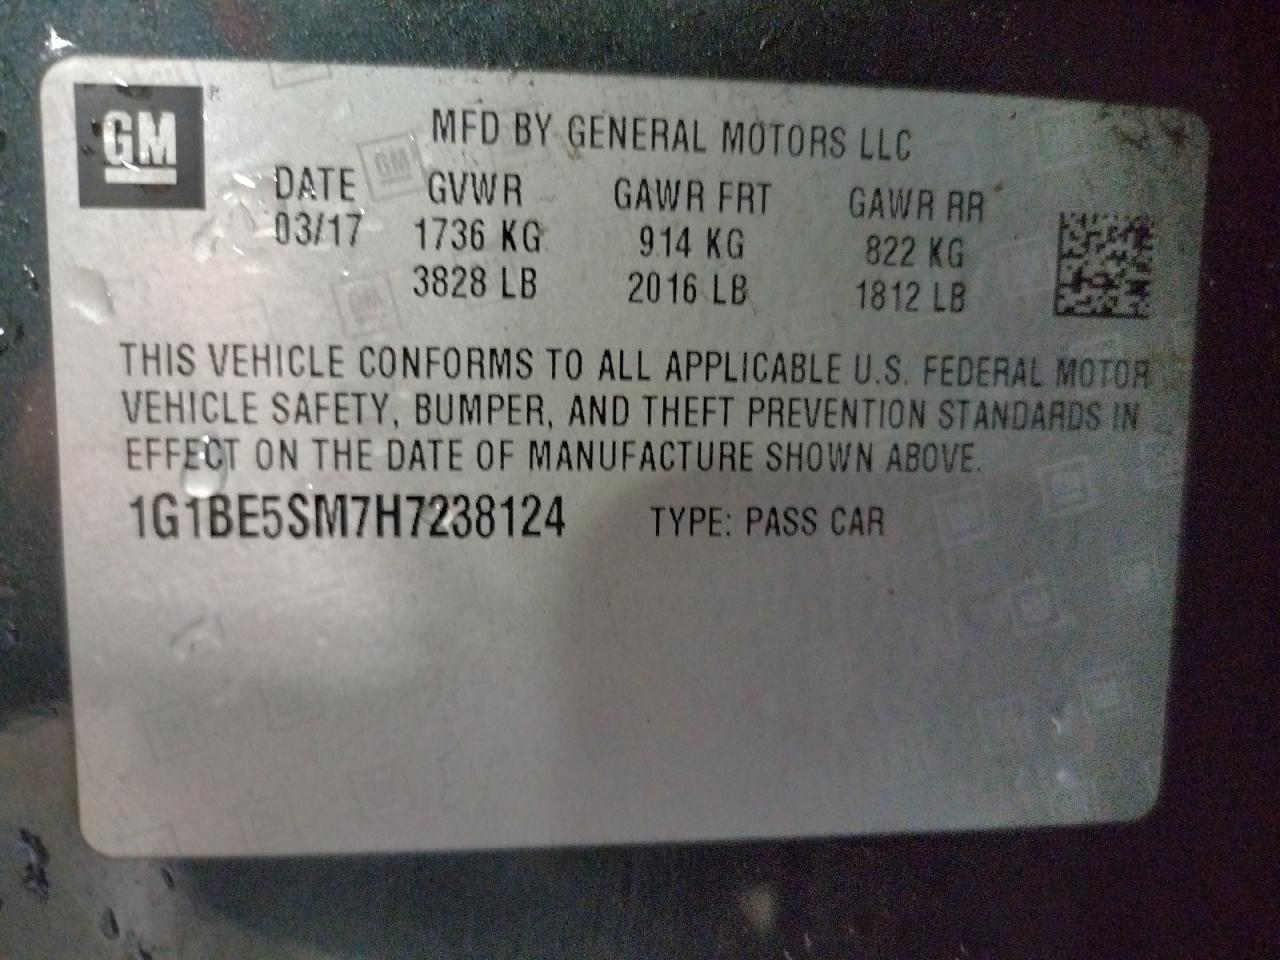 GM
MFD BY GENERAL MOTORS LLC
DATE GVWR GAWR FRT GAWR RR
03/17 1736 KG 914 KG 822 KG
3828 LB 2016 LB 1812 LB
THIS VEHICLE CONFORMS TO ALL APPLICABLE U.S. FEDERAL MOTOR
VEHICLE SAFETY, BUMPER, AND THEFT PREVENTION STANDARDS IN
EFFECT ON THE DATE OF MANUFACTURE SHOWN ABOVE.
1G1BE5SM7H7238124 TYPE: PASS CAR